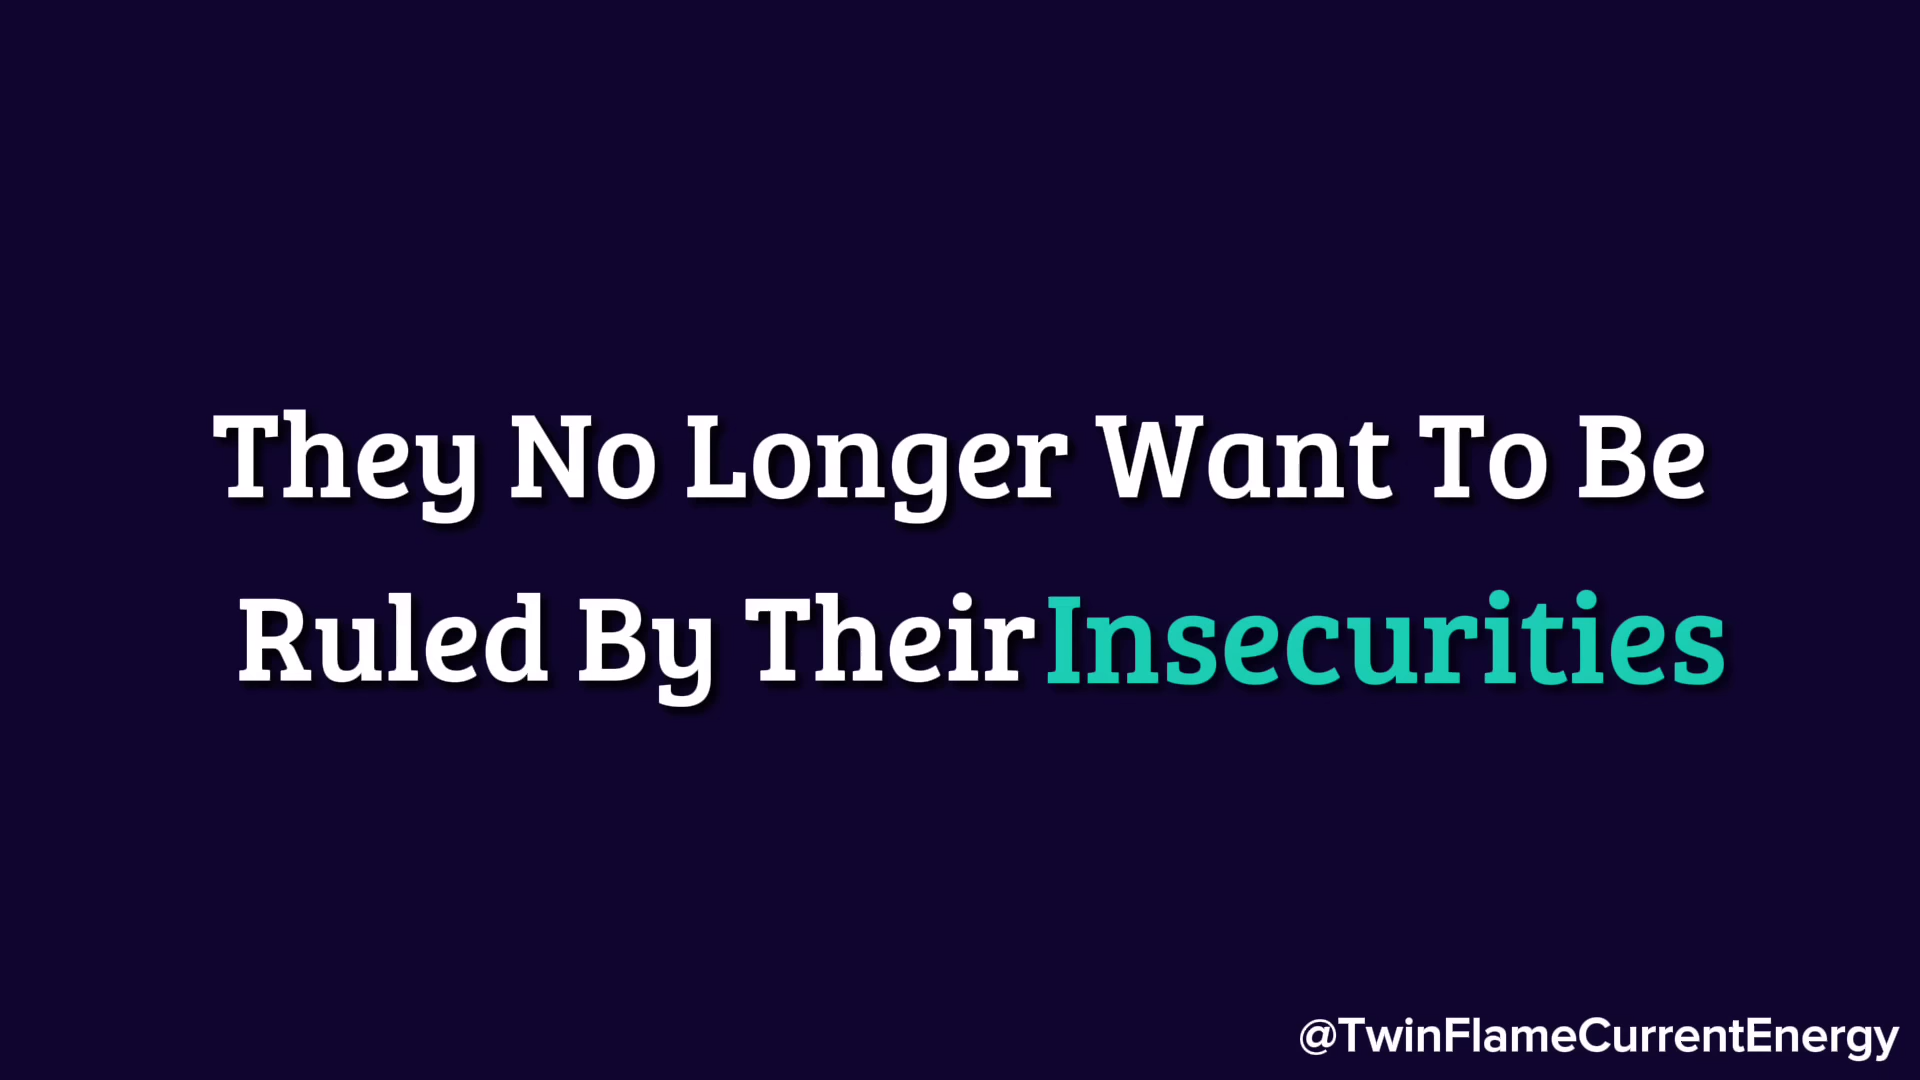 They No Longer Want To Be
Ruled By Their Insecurities
@TwinFlameCurrentEnergy